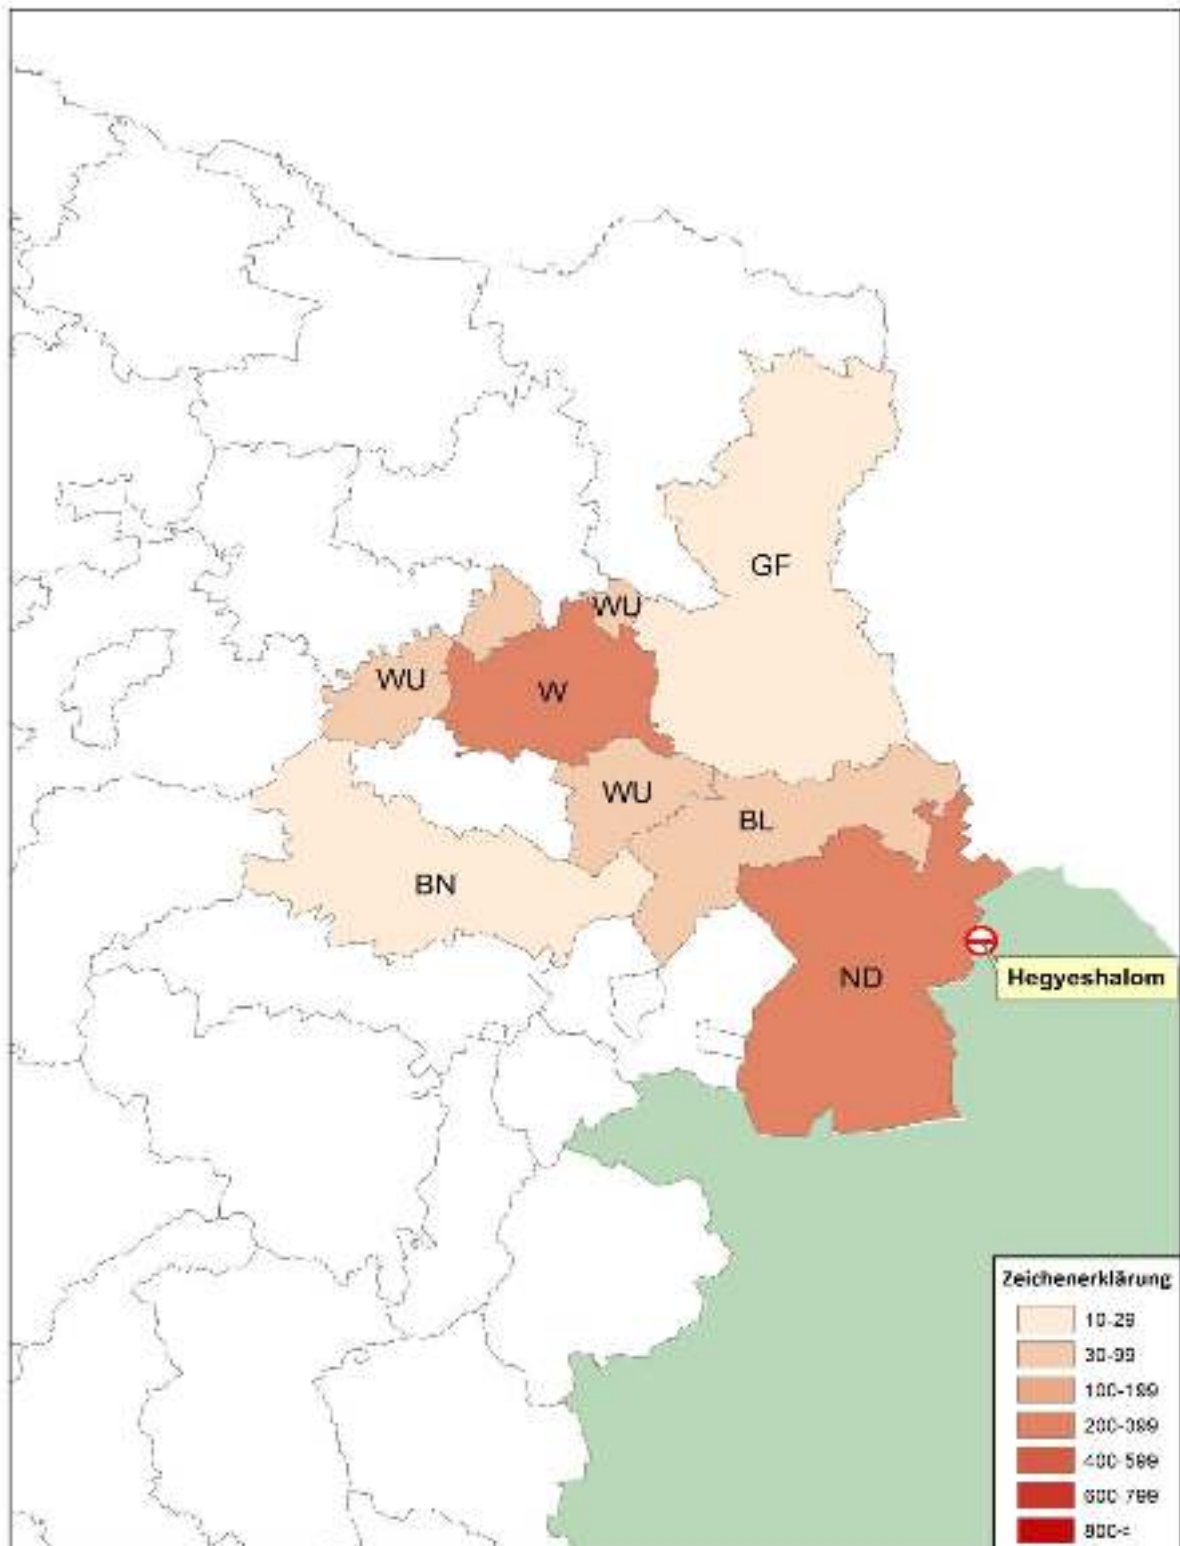 GF
WU
WU
W
WU
BL
BN
ND
Hegyeshalom
Zeichenerklärung
10-29
30-99
100-199
200-399
400-599
600-799
800<